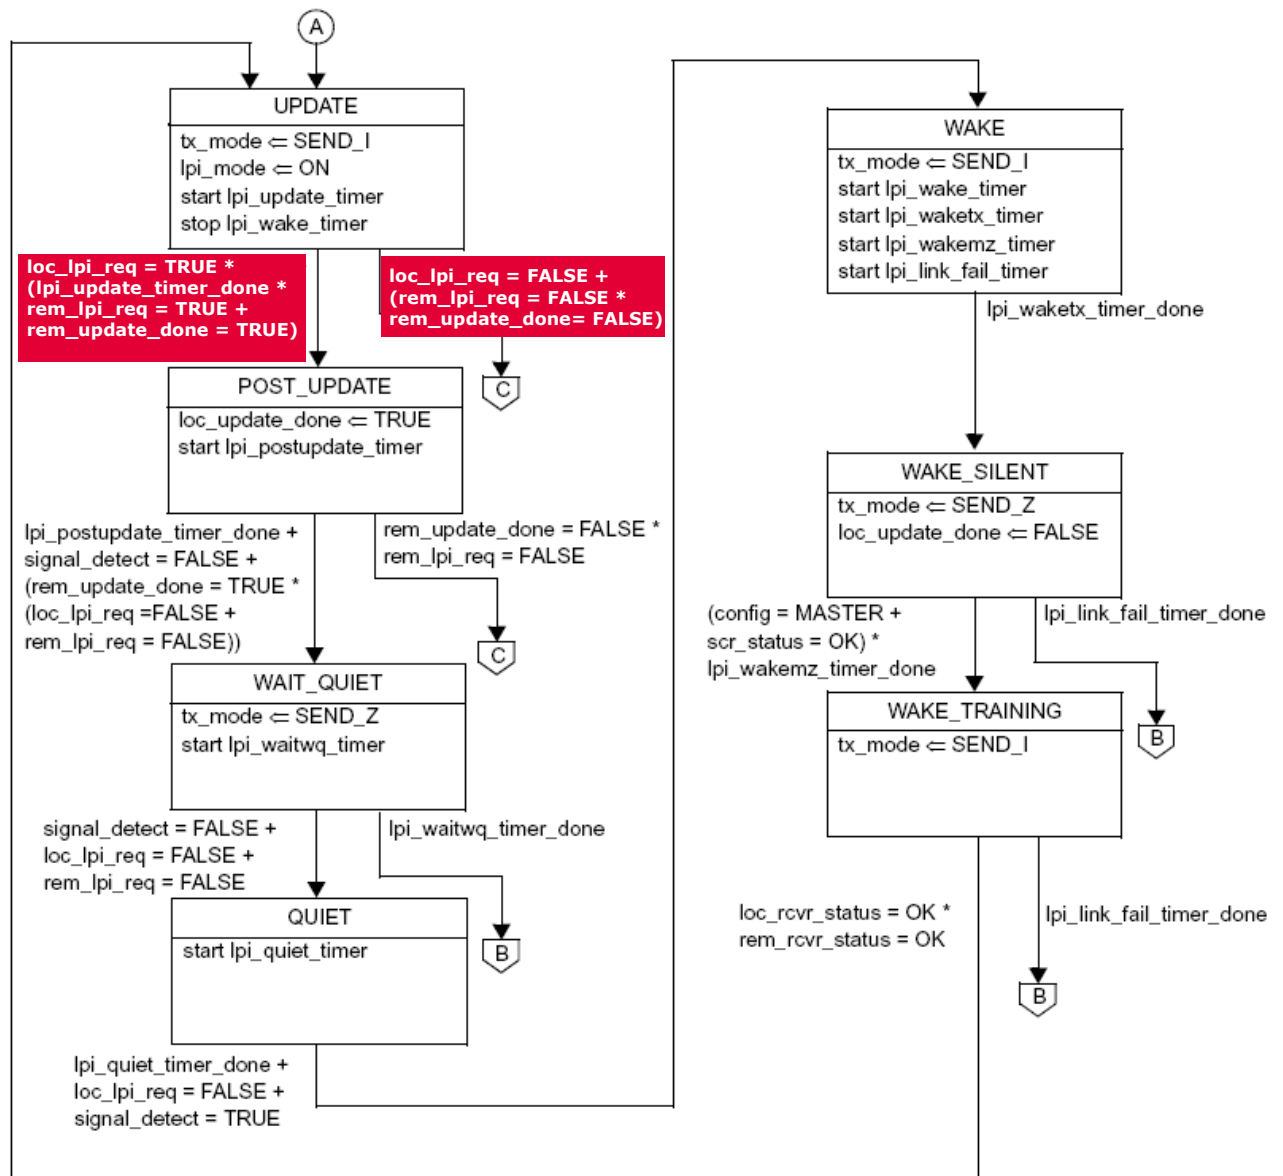 A
UPDATE
tx_mode ⇐ SEND_I
lpi_mode ⇐ ON
start lpi_update_timer
stop lpi_wake_timer
loc_lpi_req = TRUE *
(lpi_update_timer_done *
rem_lpi_req = TRUE +
rem_update_done = TRUE)
loc_lpi_req = FALSE +
(rem_lpi_req = FALSE *
rem_update_done= FALSE)
C
POST_UPDATE
loc_update_done ⇐ TRUE
start lpi_postupdate_timer
lpi_postupdate_timer_done +
signal_detect = FALSE +
(rem_update_done = TRUE *
(loc_lpi_req =FALSE +
rem_lpi_req = FALSE))
rem_update_done = FALSE *
rem_lpi_req = FALSE
C
WAIT_QUIET
tx_mode ⇐ SEND_Z
start lpi_waitwq_timer
signal_detect = FALSE +
loc_lpi_req = FALSE +
rem_lpi_req = FALSE
lpi_waitwq_timer_done
B
QUIET
start lpi_quiet_timer
lpi_quiet_timer_done +
loc_lpi_req = FALSE +
signal_detect = TRUE
WAKE
tx_mode ⇐ SEND_I
start lpi_wake_timer
start lpi_waketx_timer
start lpi_wakemz_timer
start lpi_link_fail_timer
lpi_waketx_timer_done
WAKE_SILENT
tx_mode ⇐ SEND_Z
loc_update_done ⇐ FALSE
(config = MASTER +
scr_status = OK) *
lpi_wakemz_timer_done
lpi_link_fail_timer_done
B
WAKE_TRAINING
tx_mode ⇐ SEND_I
loc_rcvr_status = OK *
rem_rcvr_status = OK
lpi_link_fail_timer_done
B